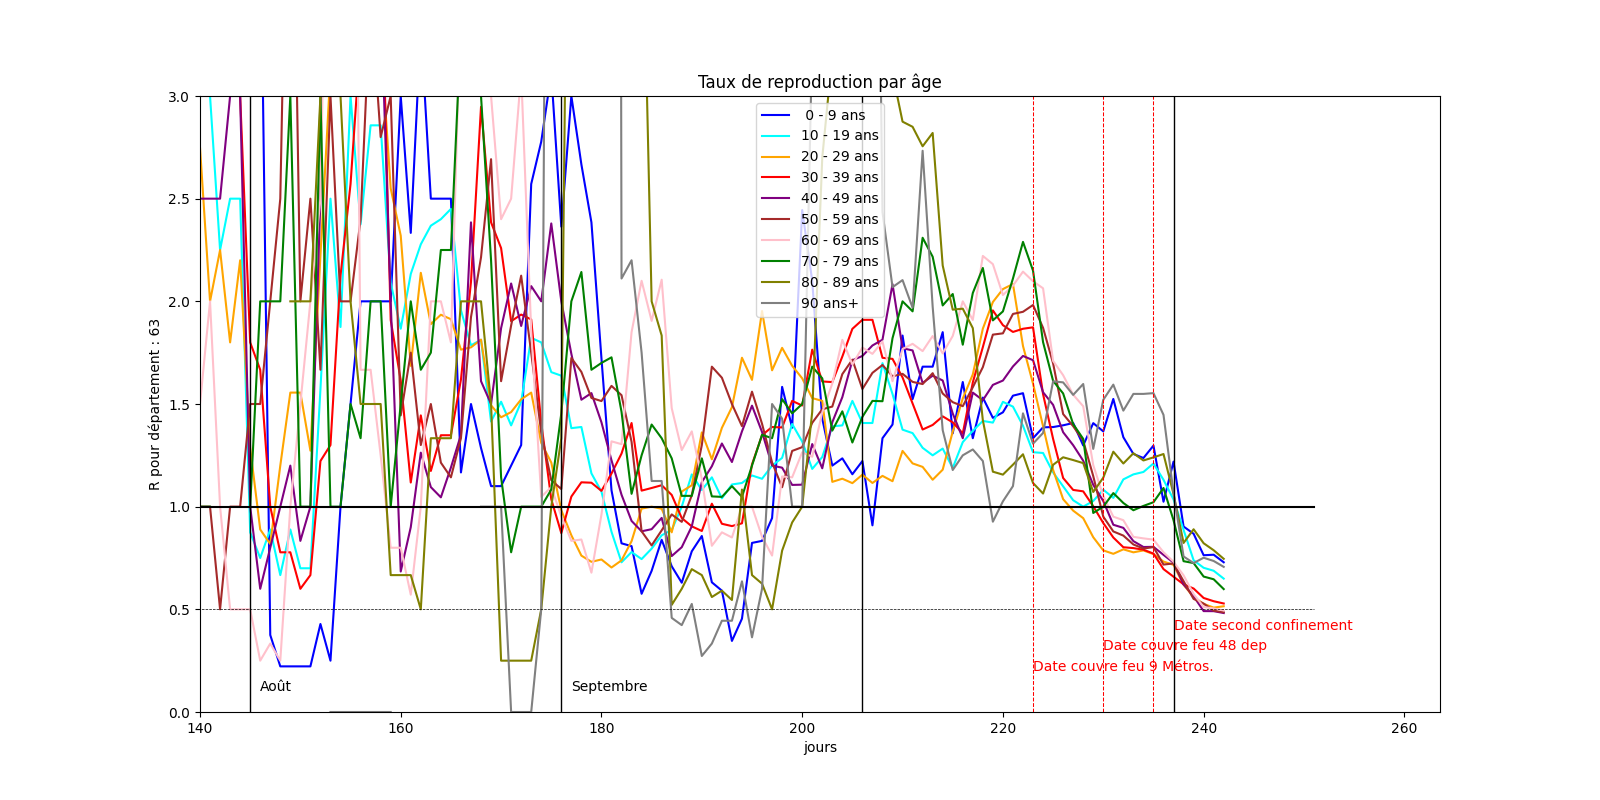 Taux de reproduction par âge
R pour département : 63
3.0
2.5
2.0
1.5
1.0
0.5
0.0
0 - 9 ans
10 - 19 ans
20 - 29 ans
30 - 39 ans
40 - 49 ans
50 - 59 ans
60 - 69 ans
70 - 79 ans
80 - 89 ans
90 ans+
Date second confinement
Date couvre feu 48 dep
Date couvre feu 9 Métros.
Août
Septembre
140 160 180 200 220 240 260
jours